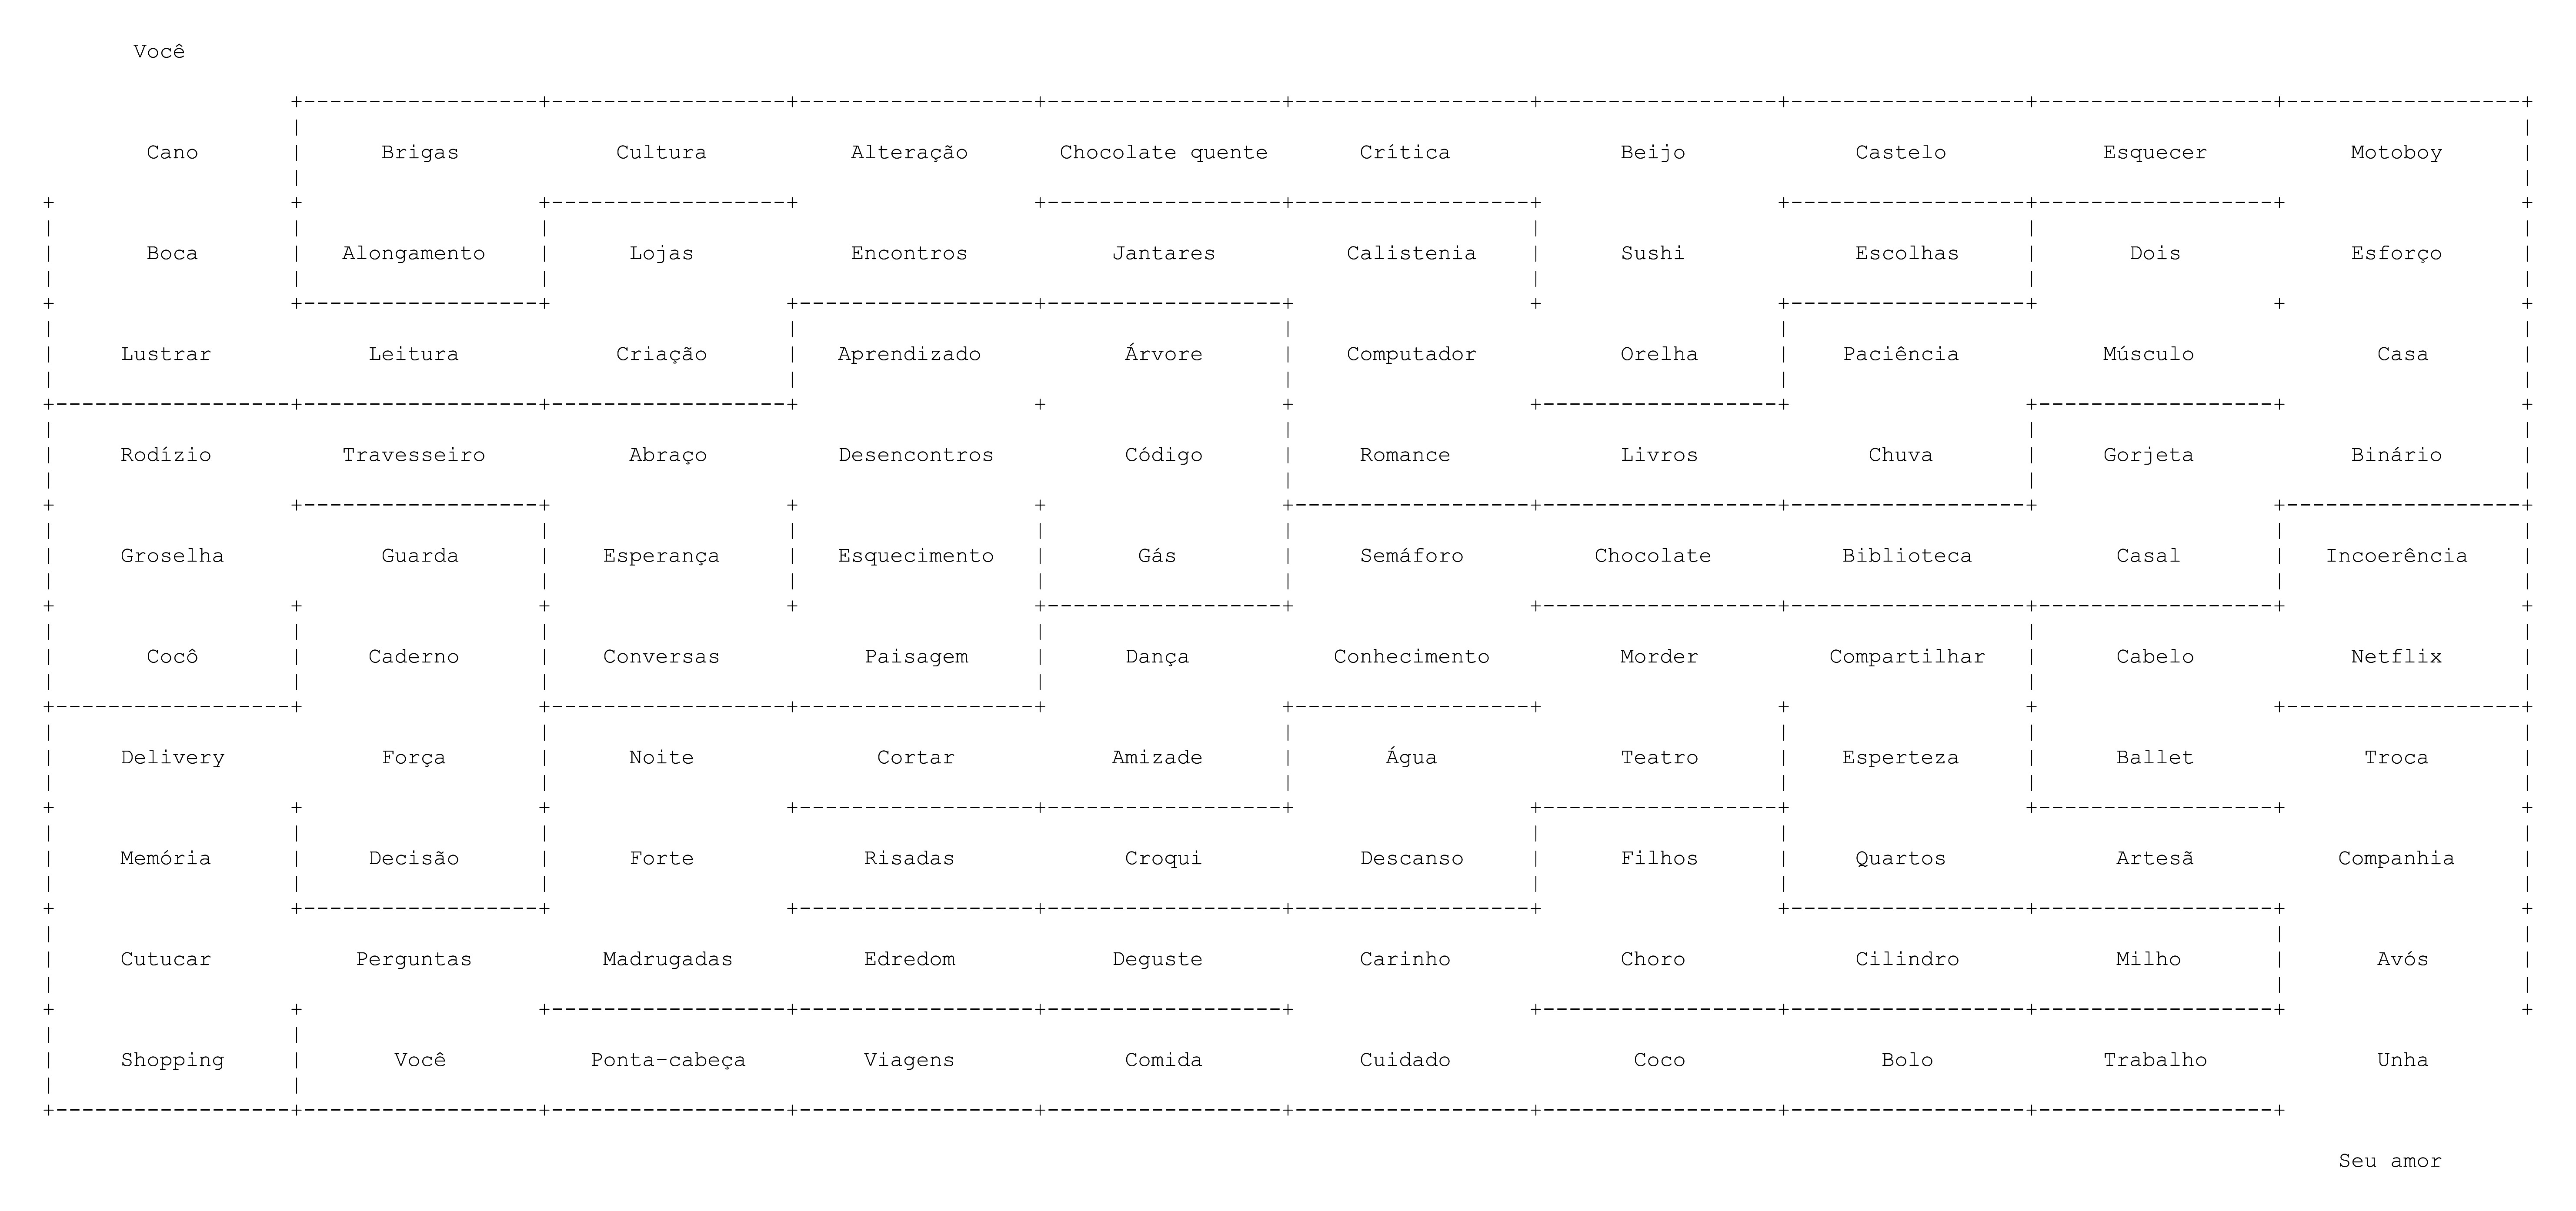 Você
Cano Brigas Cultura Alteração Chocolate quente Crítica Beijo Castelo Esquecer Motoboy
Boca Alongamento Lojas Encontros Jantares Calistenia Sushi Escolhas Dois Esforço
Lustrar Leitura Criação Aprendizado Árvore Computador Orelha Paciência Músculo Casa
Rodízio Travesseiro Abraço Desencontros Código Romance Livros Chuva Gorjeta Binário
Groselha Guarda Esperança Esquecimento Gás Semáforo Chocolate Biblioteca Casal Incoerência
Cocô Caderno Conversas Paisagem Dança Conhecimento Morder Compartilhar Cabelo Netflix
Delivery Força Noite Cortar Amizade Água Teatro Esperteza Ballet Troca
Memória Decisão Forte Risadas Croqui Descanso Filhos Quartos Artesã Companhia
Cutucar Perguntas Madrugadas Edredom Deguste Carinho Choro Cilindro Milho Avós
Shopping Você Ponta-cabeça Viagens Comida Cuidado Coco Bolo Trabalho Unha
Seu amor